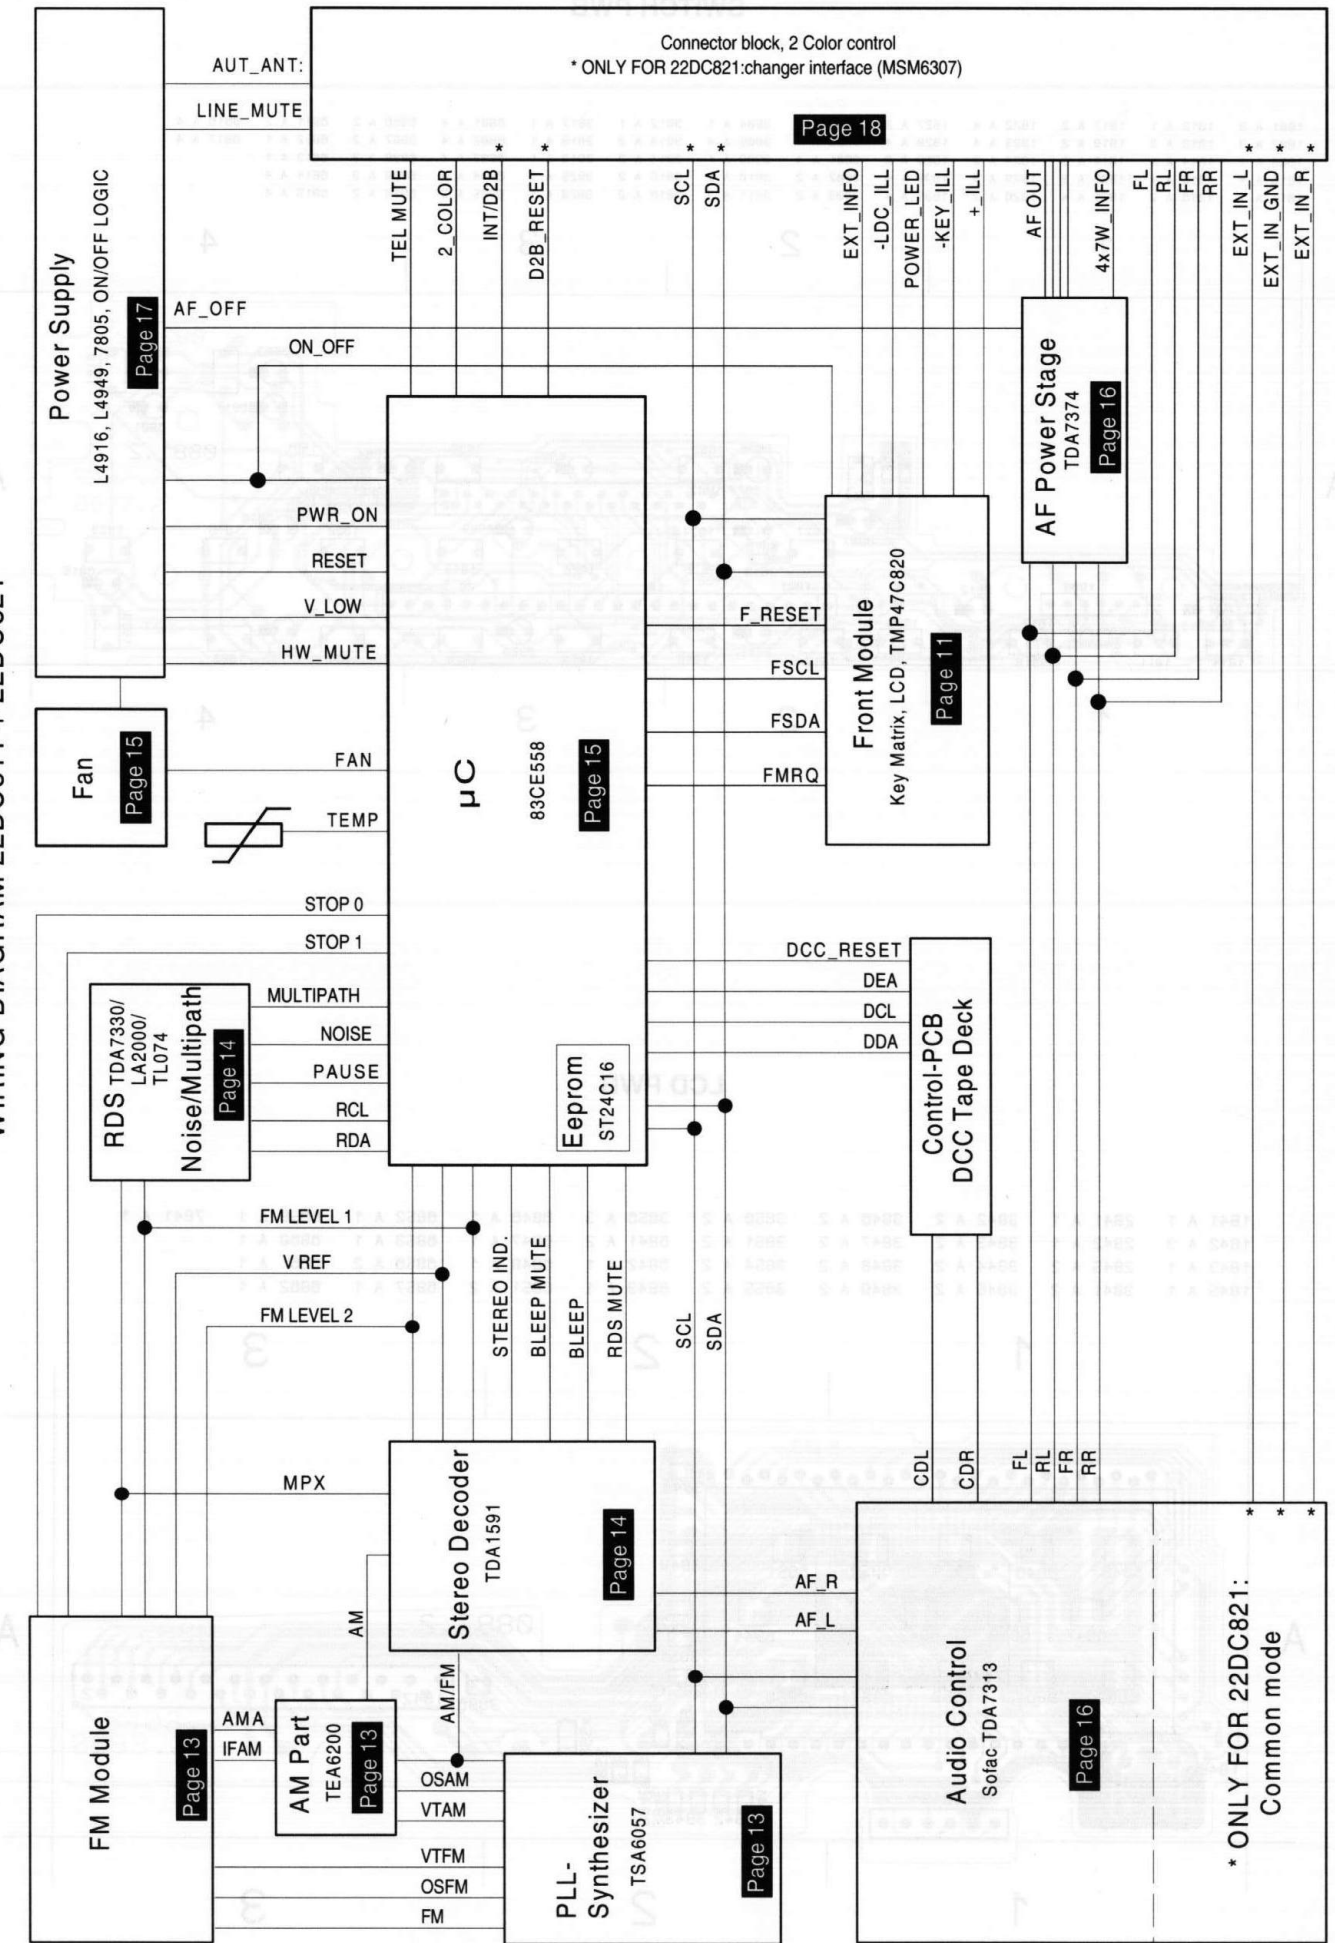 Connector block, 2 Color control
* ONLY FOR 22DC821:changer interface (MSM6307)
Page 18
AUT_ANT:
LINE_MUTE
Power Supply
L4916, L4949, 7805, ON/OFF LOGIC
Page 17
TEL MUTE
2_COLOR
INT/D2B *
D2B_RESET *
SCL *
SDA *
EXT_INFO
-LDC_ILL
POWER_LED
-KEY_ILL
+_ILL
AF OUT
4x7W_INFO
FL
RL
FR
RR
EXT_IN_L *
EXT_IN_GND *
EXT_IN_R *
AF_OFF
ON_OFF
PWR_ON
RESET
V_LOW
HW_MUTE
Fan
Page 15
FAN
TEMP
STOP 0
STOP 1
µC
83CE558
Page 15
Eeprom
ST24C16
F_RESET
FSCL
FSDA
FMRQ
Front Module
Key Matrix, LCD, TMP47C820
Page 11
AF Power Stage
TDA7374
Page 16
RDS TDA7330/
LA2000/
TL074
Noise/Multipath
Page 14
MULTIPATH
NOISE
PAUSE
RCL
RDA
DCC_RESET
DEA
DCL
DDA
Control-PCB
DCC Tape Deck
FM LEVEL 1
V REF
FM LEVEL 2
STEREO IND.
BLEEP MUTE
BLEEP
RDS MUTE
SCL
SDA
MPX
Stereo Decoder
TDA1591
Page 14
CDL
CDR
FL
RL
FR
RR
AM
AM/FM
AF_R
AF_L
FM Module
Page 13
AMA
IFAM
AM Part
TEA6200
Page 13
OSAM
VTAM
VTFM
OSFM
FM
PLL-
Synthesizer
TSA6057
Page 13
Audio Control
Sofac TDA7313
Page 16
*
*
*
* ONLY FOR 22DC821:
Common mode